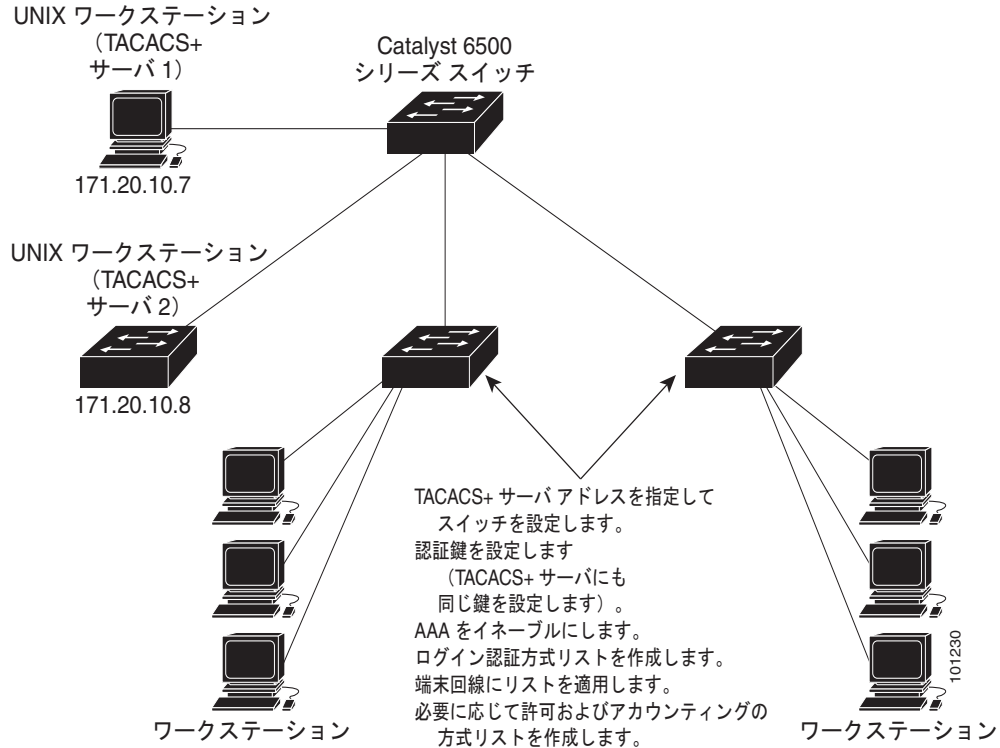 UNIX ワークステーション
（TACACS+
サーバ 1）
171.20.10.7
Catalyst 6500
シリーズ スイッチ
UNIX ワークステーション
（TACACS+
サーバ 2）
171.20.10.8
TACACS+ サーバ アドレスを指定して
スイッチを設定します。
認証鍵を設定します
（TACACS+ サーバにも
同じ鍵を設定します）。
AAA をイネーブルにします。
ログイン認証方式リストを作成します。
端末回線にリストを適用します。
必要に応じて許可およびアカウンティングの
方式リストを作成します。
ワークステーション
ワークステーション
101230